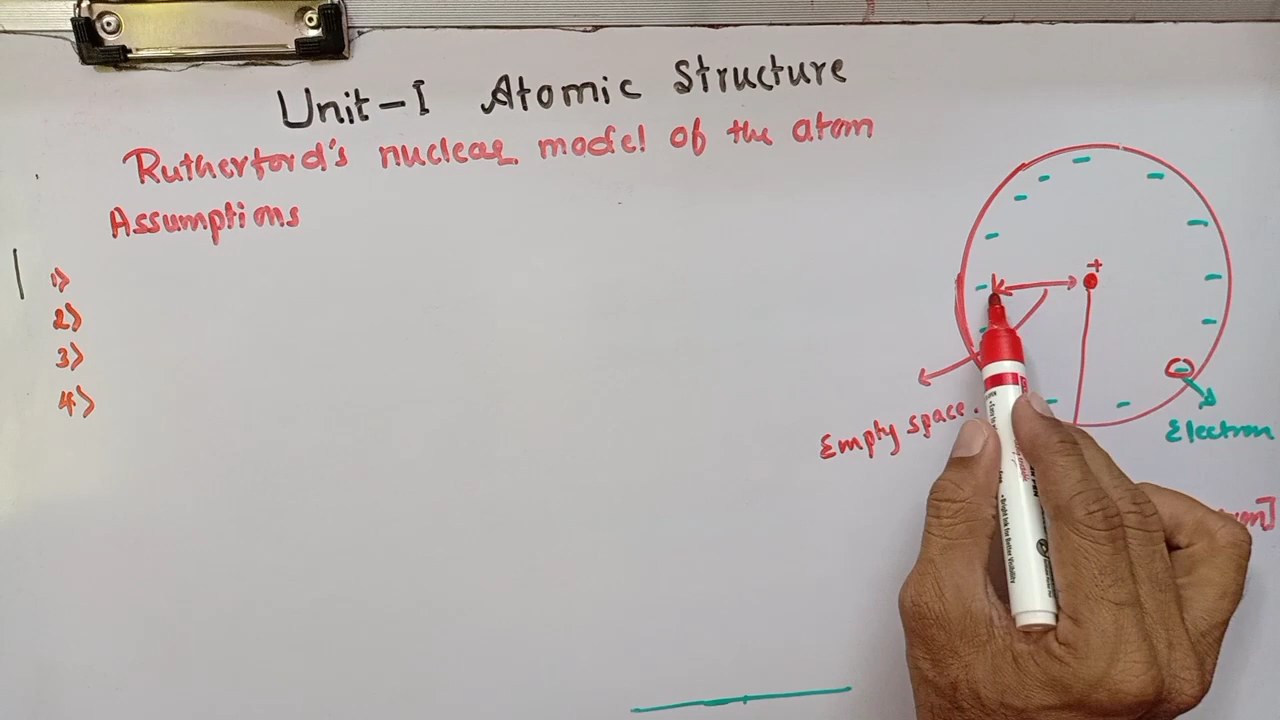 Unit-I Atomic Structure
Rutherford's nuclear model of the atom
Assumptions
1)
2)
3)
4)
+
Empty space.
Electron